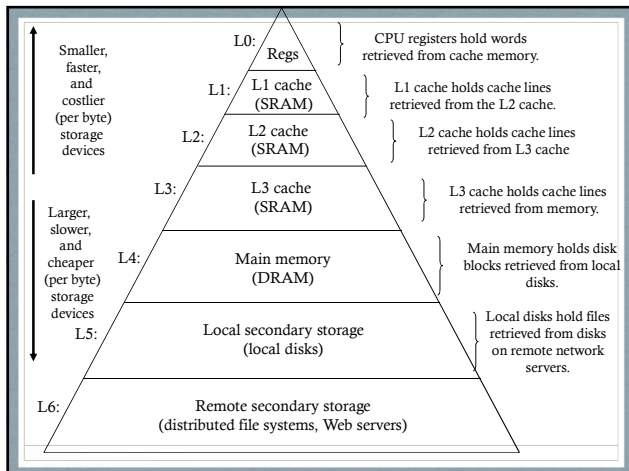 Smaller,
faster,
and
costlier
(per byte)
storage
devices
Larger,
slower,
and
cheaper
(per byte)
storage
devices
L0:
Regs
CPU registers hold words
retrieved from cache memory.
L1:
L1 cache
(SRAM)
L1 cache holds cache lines
retrieved from the L2 cache.
L2:
L2 cache
(SRAM)
L2 cache holds cache lines
retrieved from L3 cache
L3:
L3 cache
(SRAM)
L3 cache holds cache lines
retrieved from memory.
L4:
Main memory
(DRAM)
Main memory holds disk
blocks retrieved from local
disks.
L5:
Local secondary storage
(local disks)
Local disks hold files
retrieved from disks
on remote network
servers.
L6:
Remote secondary storage
(distributed file systems, Web servers)